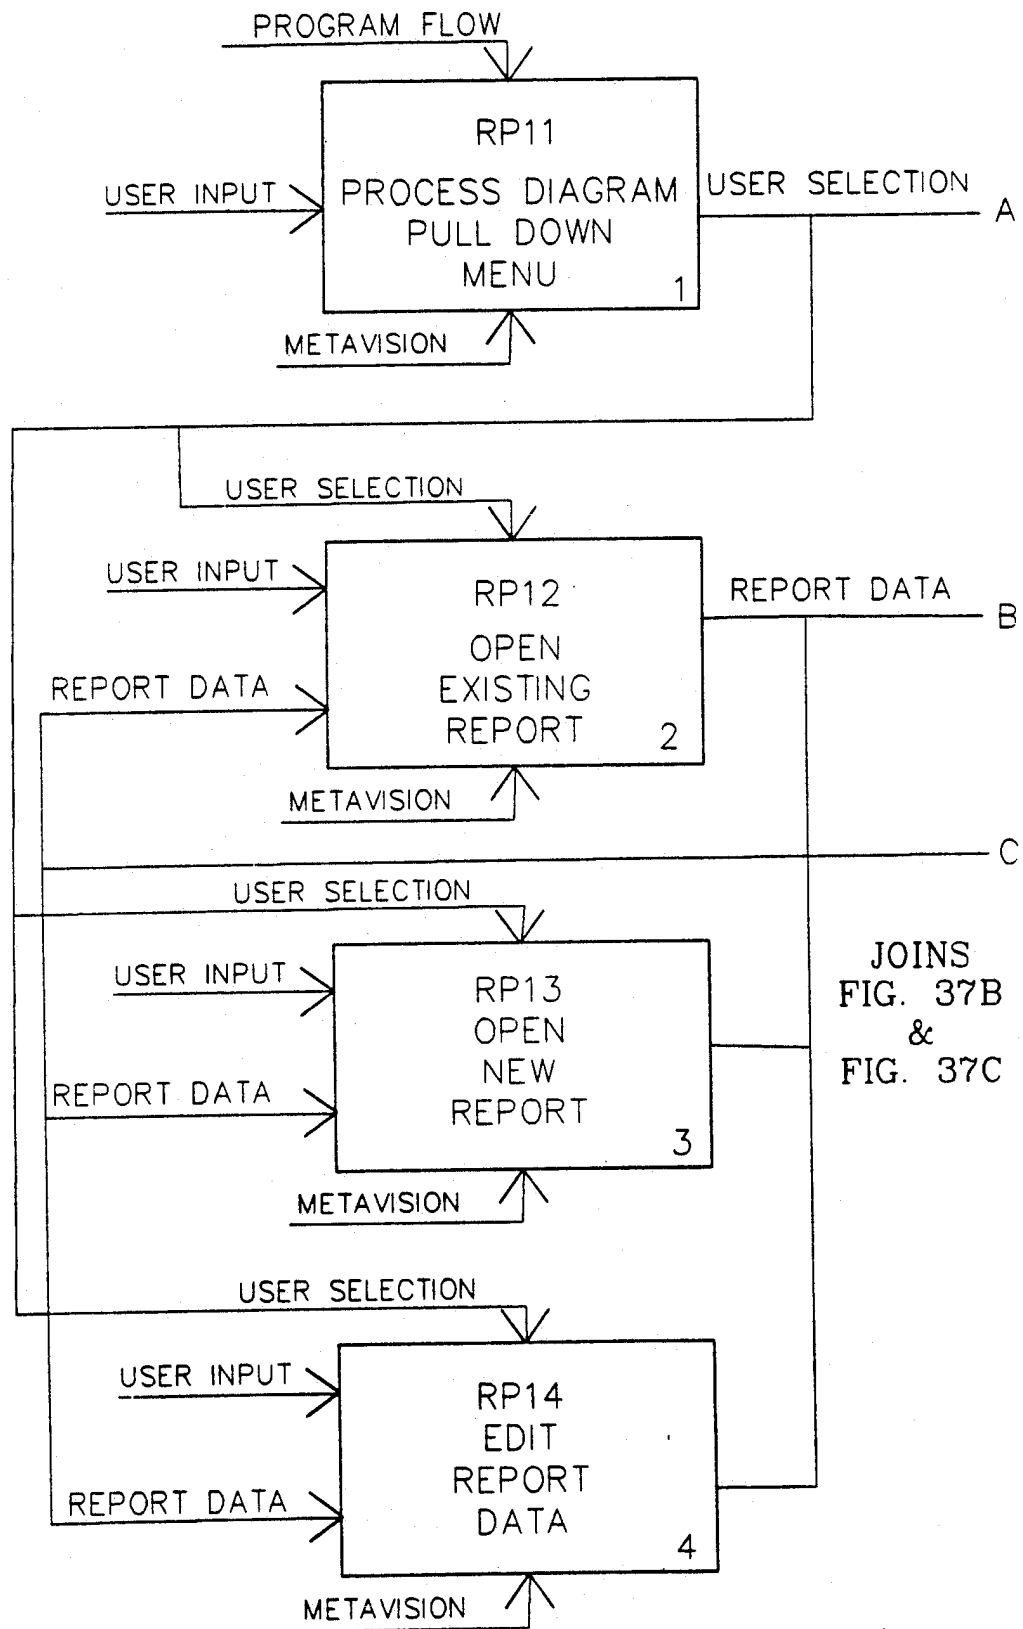 PROGRAM FLOW
RP11
USER INPUT
PROCESS DIAGRAM
PULL DOWN
MENU
1
USER SELECTION
A
METAVISION
USER SELECTION
USER INPUT
RP12
OPEN
EXISTING
REPORT
2
REPORT DATA
B
REPORT DATA
METAVISION
C
USER SELECTION
USER INPUT
RP13
OPEN
NEW
REPORT
3
REPORT DATA
METAVISION
JOINS
FIG. 37B
&
FIG. 37C
USER SELECTION
USER INPUT
RP14
EDIT
REPORT
DATA
4
REPORT DATA
METAVISION